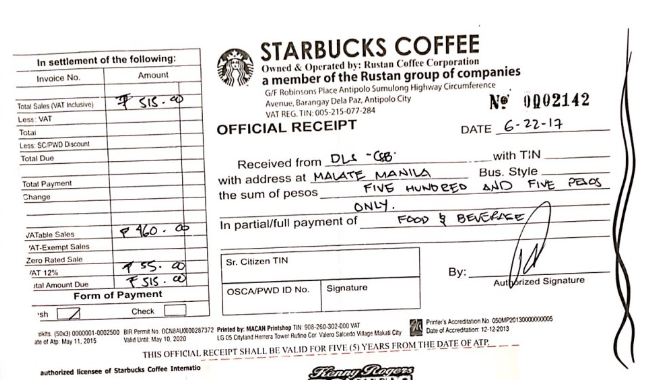 In settlement of the following:
Invoice No. Amount
Total Sales (VAT Inclusive) ₱ 515.00
Less: VAT
Total
Less: SC/PWD Discount
Total Due
Total Payment
Change
VATable Sales ₱ 460.00
VAT-Exempt Sales
Zero Rated Sale
VAT 12% ₱ 55.00
Total Amount Due ₱ 515.00
Form of Payment
sh Check
STARBUCKS COFFEE
Owned & Operated by: Rustan Coffee Corporation
a member of the Rustan group of companies
G/F Robinsons Place Antipolo Sumulong Highway Circumference
Avenue, Barangay Dela Paz, Antipolo City
VAT REG. TIN: 005-215-077-284
№ 0002142
OFFICIAL RECEIPT
DATE 6-22-17
Received from DLS-CSB with TIN
with address at MALATE MANILA Bus. Style
the sum of pesos FIVE HUNDRED AND FIVE PESOS
ONLY.
In partial/full payment of FOOD & BEVERAGE
Sr. Citizen TIN
OSCA/PWD ID No. Signature
By:
Authorized Signature
(50x3) 0000001-0002500 BIR Permit No.
ate of Atp: May 11, 2015 Valid Until: May 10, 2020
Printed by: MACAN Printshop TIN: 908-260-302-000 VAT
LG 05 Cityland Herrera Tower Rufino Cor Valero Salcedo Village Makati City
Printer's Accreditation No.
Date of Accreditation: 12-12-2013
THIS OFFICIAL RECEIPT SHALL BE VALID FOR FIVE (5) YEARS FROM THE DATE OF ATP.
authorized licensee of Starbucks Coffee Internatio
Kenny Rogers